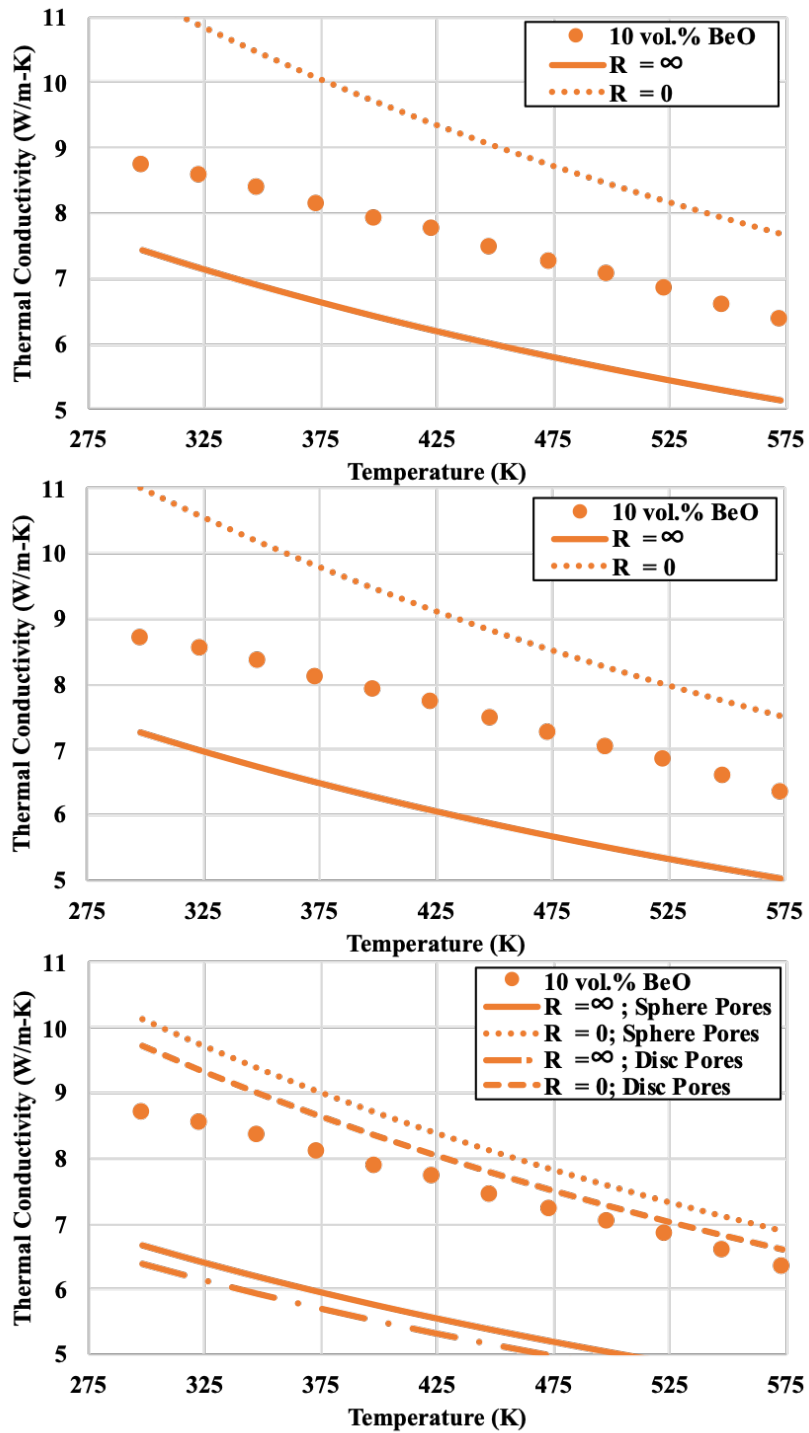 11
10
9
8
7
6
5
Thermal Conductivity (W/m-K)
10 vol.% BeO
R = ∞
R = 0
275 325 375 425 475 525 575
Temperature (K)
11
10
9
8
7
6
5
Thermal Conductivity (W/m-K)
10 vol.% BeO
R = ∞
R = 0
275 325 375 425 475 525 575
Temperature (K)
11
10
9
8
7
6
5
Thermal Conductivity (W/m-K)
10 vol.% BeO
R =∞ ; Sphere Pores
R = 0; Sphere Pores
R =∞ ; Disc Pores
R = 0; Disc Pores
275 325 375 425 475 525 575
Temperature (K)